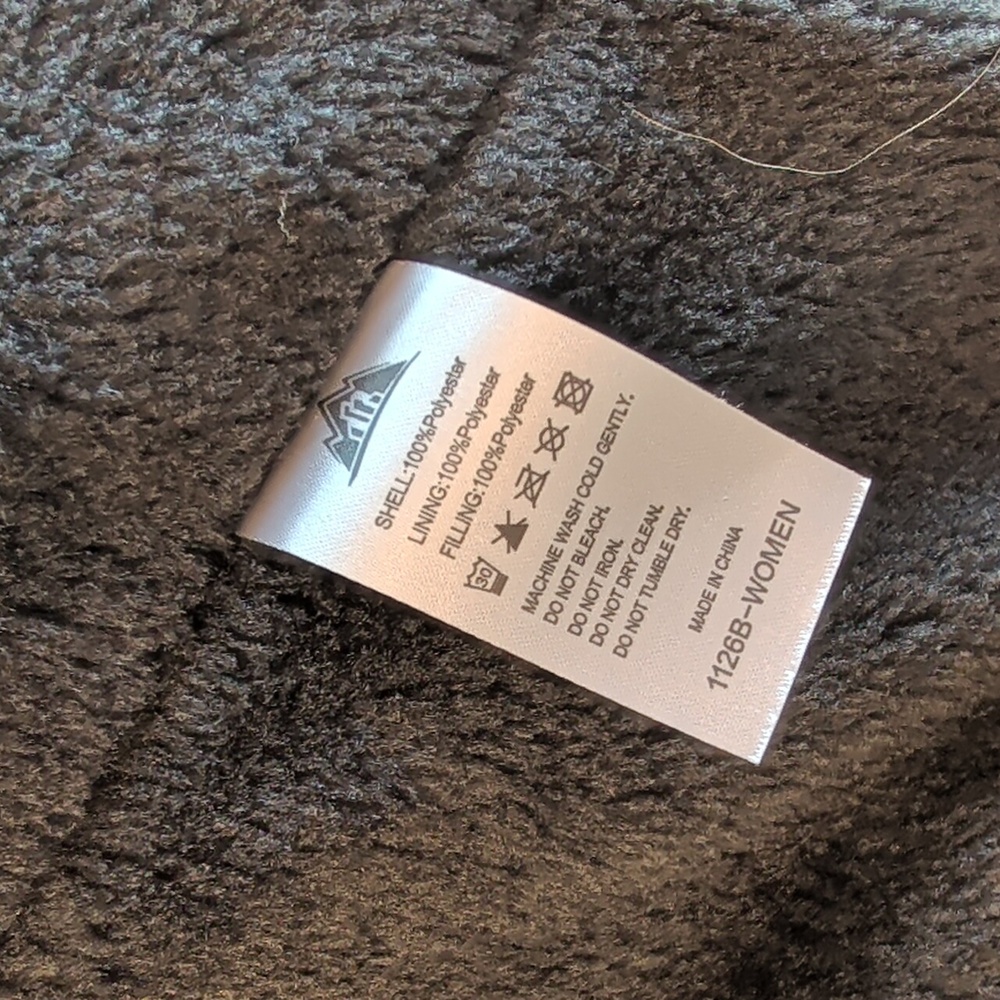 SHELL:100%Polyester
LINING:100%Polyester
FILLING:100%Polyester
30
MACHINE WASH COLD GENTLY.
DO NOT BLEACH.
DO NOT IRON.
DO NOT DRY CLEAN.
DO NOT TUMBLE DRY.
MADE IN CHINA
1126B-WOMEN